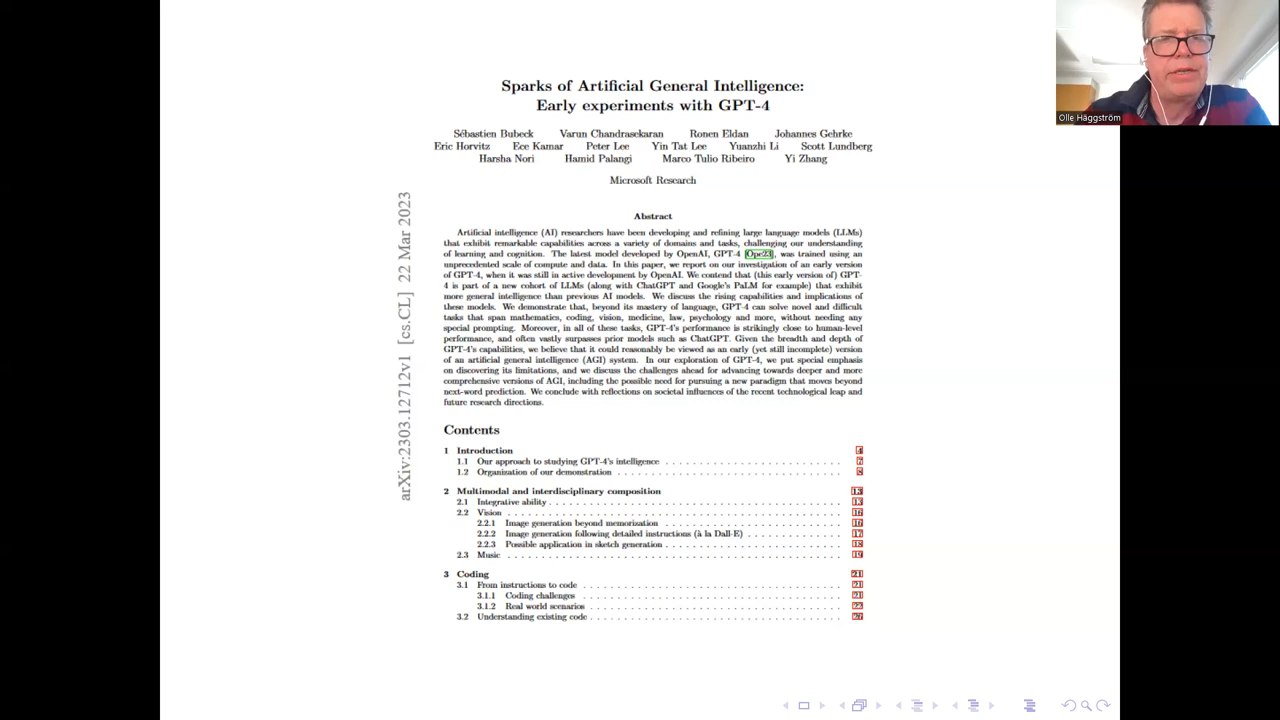 Sparks of Artificial General Intelligence:
Early experiments with GPT-4
Sébastien Bubeck Varun Chandrasekaran Ronen Eldan Johannes Gehrke
Eric Horvitz Ece Kamar Peter Lee Yin Tat Lee Yuanzhi Li Scott Lundberg
Harsha Nori Hamid Palangi Marco Tulio Ribeiro Yi Zhang
Microsoft Research
Abstract
Artificial intelligence (AI) researchers have been developing and refining large language models (LLMs)
that exhibit remarkable capabilities across a variety of domains and tasks, challenging our understanding
of learning and cognition. The latest model developed by OpenAI, GPT-4 [Ope23], was trained using an
unprecedented scale of compute and data. In this paper, we report on our investigation of an early version
of GPT-4, when it was still in active development by OpenAI. We contend that (this early version of) GPT-
4 is part of a new cohort of LLMs (along with ChatGPT and Google's PaLM for example) that exhibit
more general intelligence than previous AI models. We discuss the rising capabilities and implications of
these models. We demonstrate that, beyond its mastery of language, GPT-4 can solve novel and difficult
tasks that span mathematics, coding, vision, medicine, law, psychology and more, without needing any
special prompting. Moreover, in all of these tasks, GPT-4's performance is strikingly close to human-level
performance, and often vastly surpasses prior models such as ChatGPT. Given the breadth and depth of
GPT-4's capabilities, we believe that it could reasonably be viewed as an early (yet still incomplete) version
of an artificial general intelligence (AGI) system. In our exploration of GPT-4, we put special emphasis
on discovering its limitations, and we discuss the challenges ahead for advancing towards deeper and more
comprehensive versions of AGI, including the possible need for pursuing a new paradigm that moves beyond
next-word prediction. We conclude with reflections on societal influences of the recent technological leap and
future research directions.
Contents
1 Introduction 4
1.1 Our approach to studying GPT-4's intelligence . . . . . . . . . . . . . . . . . . . . 7
1.2 Organization of our demonstration . . . . . . . . . . . . . . . . . . . . 8
2 Multimodal and interdisciplinary composition 13
2.1 Integrative ability . . . . . . . . . . . . . . . . . . . . 13
2.2 Vision . . . . . . . . . . . . . . . . . . . . 16
2.2.1 Image generation beyond memorization . . . . . . . . . . . . . . . . . . . . 16
2.2.2 Image generation following detailed instructions (à la Dall-E) . . . . . . . . . . 17
2.2.3 Possible application in sketch generation . . . . . . . . . . . . . . . . . . . . 18
2.3 Music . . . . . . . . . . . . . . . . . . . . 19
3 Coding 21
3.1 From instructions to code . . . . . . . . . . . . . . . . . . . . 21
3.1.1 Coding challenges . . . . . . . . . . . . . . . . . . . . 21
3.1.2 Real world scenarios . . . . . . . . . . . . . . . . . . . . 22
3.2 Understanding existing code . . . . . . . . . . . . . . . . . . . . 26
arXiv:2303.12712v1 [cs.CL] 22 Mar 2023
Olle Häggström